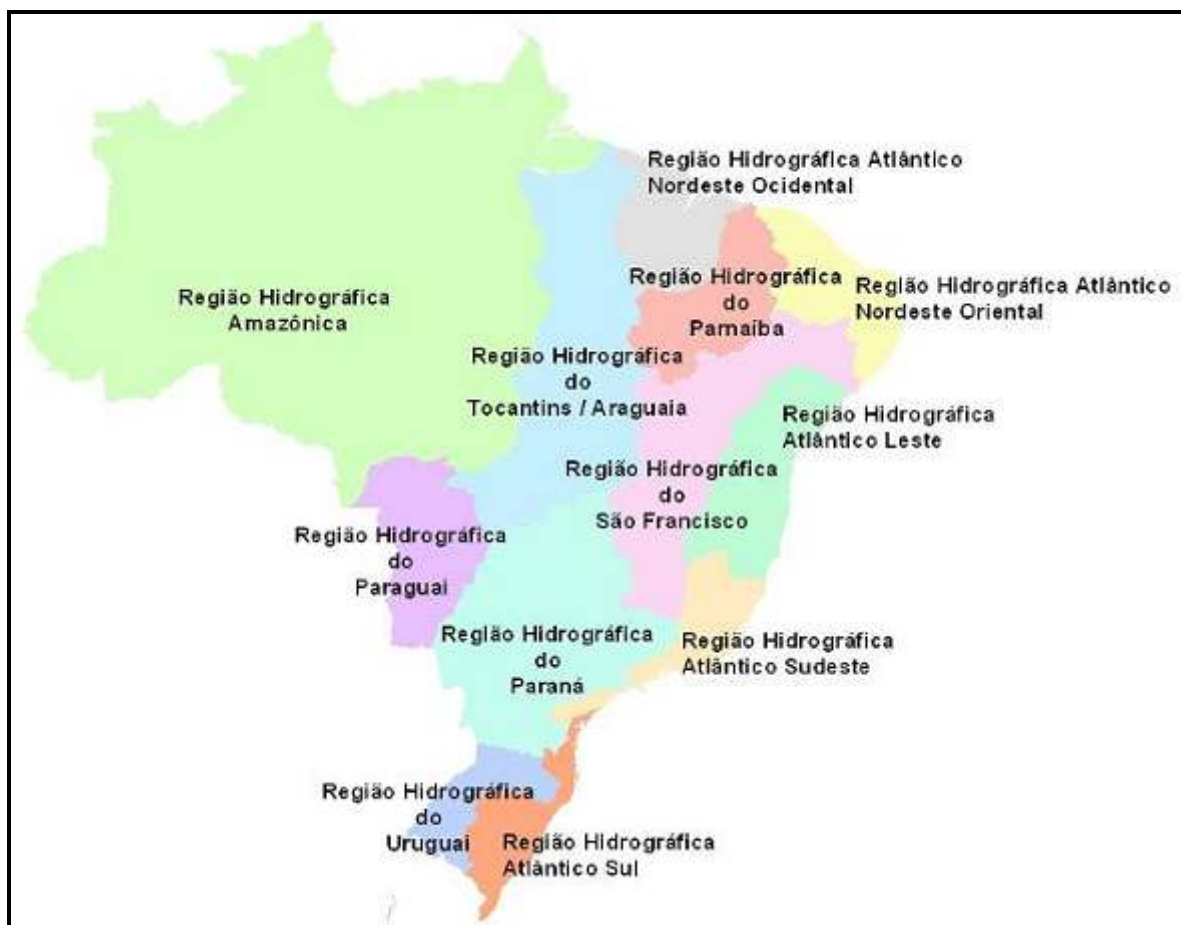 Região Hidrográfica Atlântico
Nordeste Ocidental
Região Hidrográfica
Amazônica
Região Hidrográfica
do
Parnaíba
Região Hidrográfica Atlântico
Nordeste Oriental
Região Hidrográfica
do
Tocantins / Araguaia
Região Hidrográfica
Atlântico Leste
Região Hidrográfica
do
São Francisco
Região Hidrográfica
do
Paraguai
Região Hidrográfica
do
Paraná
Região Hidrográfica
Atlântico Sudeste
Região Hidrográfica
do
Uruguai
Região Hidrográfica
Atlântico Sul